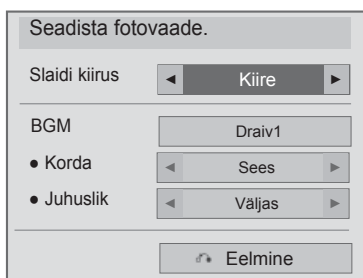 Seadista fotovaade.
Slaidi kiirus ◄ Kiire ►
BGM Draiv1
● Korda ◄ Sees ►
● Juhuslik ◄ Väljas ►
Eelmine